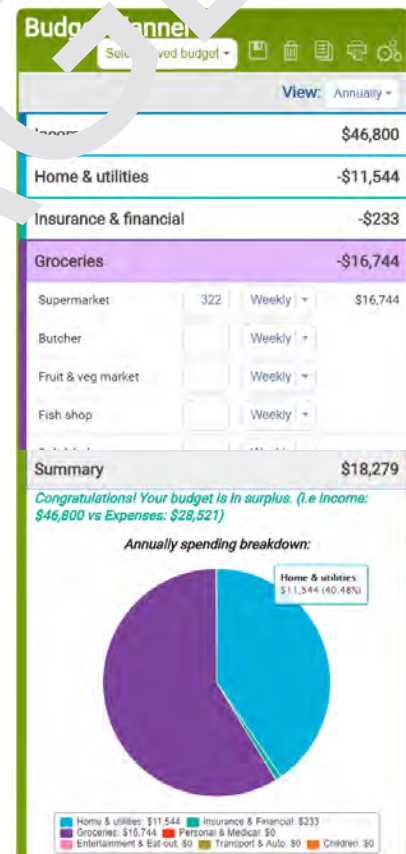 Select saved budget
View: Annually
Income $46,800
Home & utilities -$11,544
Insurance & financial -$233
Groceries -$16,744
Supermarket 322 Weekly $16,744
Butcher Weekly
Fruit & veg market Weekly
Fish shop Weekly
Summary $18,279
Congratulations! Your budget is in surplus. (i.e Income:
$46,800 vs Expenses: $28,521)
Annually spending breakdown:
Home & utilities
$11,544 (40.48%)
Home & utilities: $11,544 Insurance & Financial: $233
Groceries: $16,744 Personal & Medical: $0
Entertainment & Eat-out: $0 Transport & Auto: $0 Children: $0